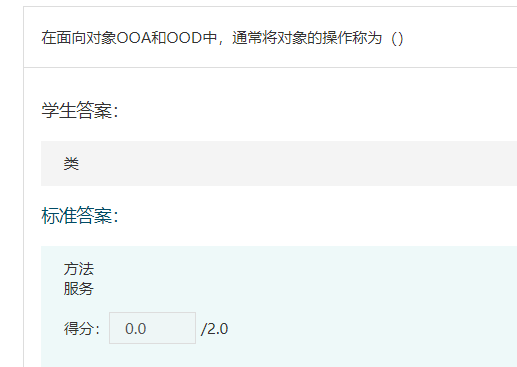 在面向对象OOA和OOD中，通常将对象的操作称为（）
学生答案：
类
标准答案：
方法
服务
得分： 0.0 /2.0